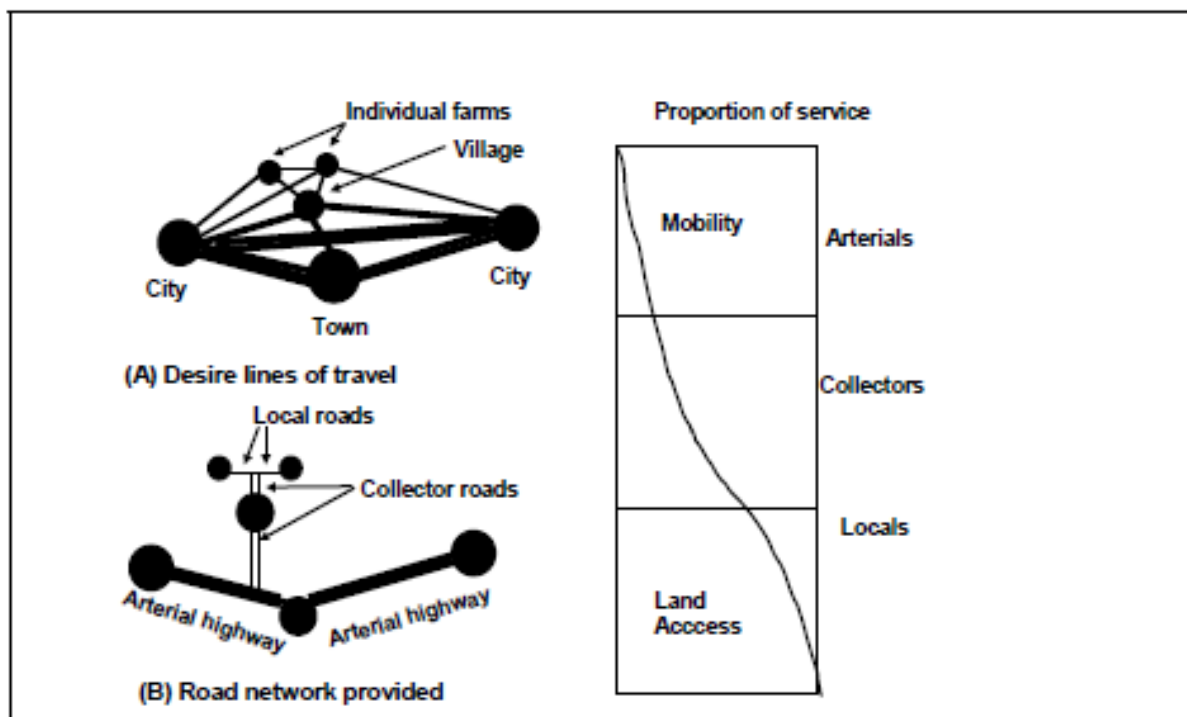 Individual farms
Village
City
City
Town
(A) Desire lines of travel
Local roads
Collector roads
Arterial highway
Arterial highway
(B) Road network provided
Proportion of service
Mobility
Arterials
Collectors
Locals
Land
Acccess